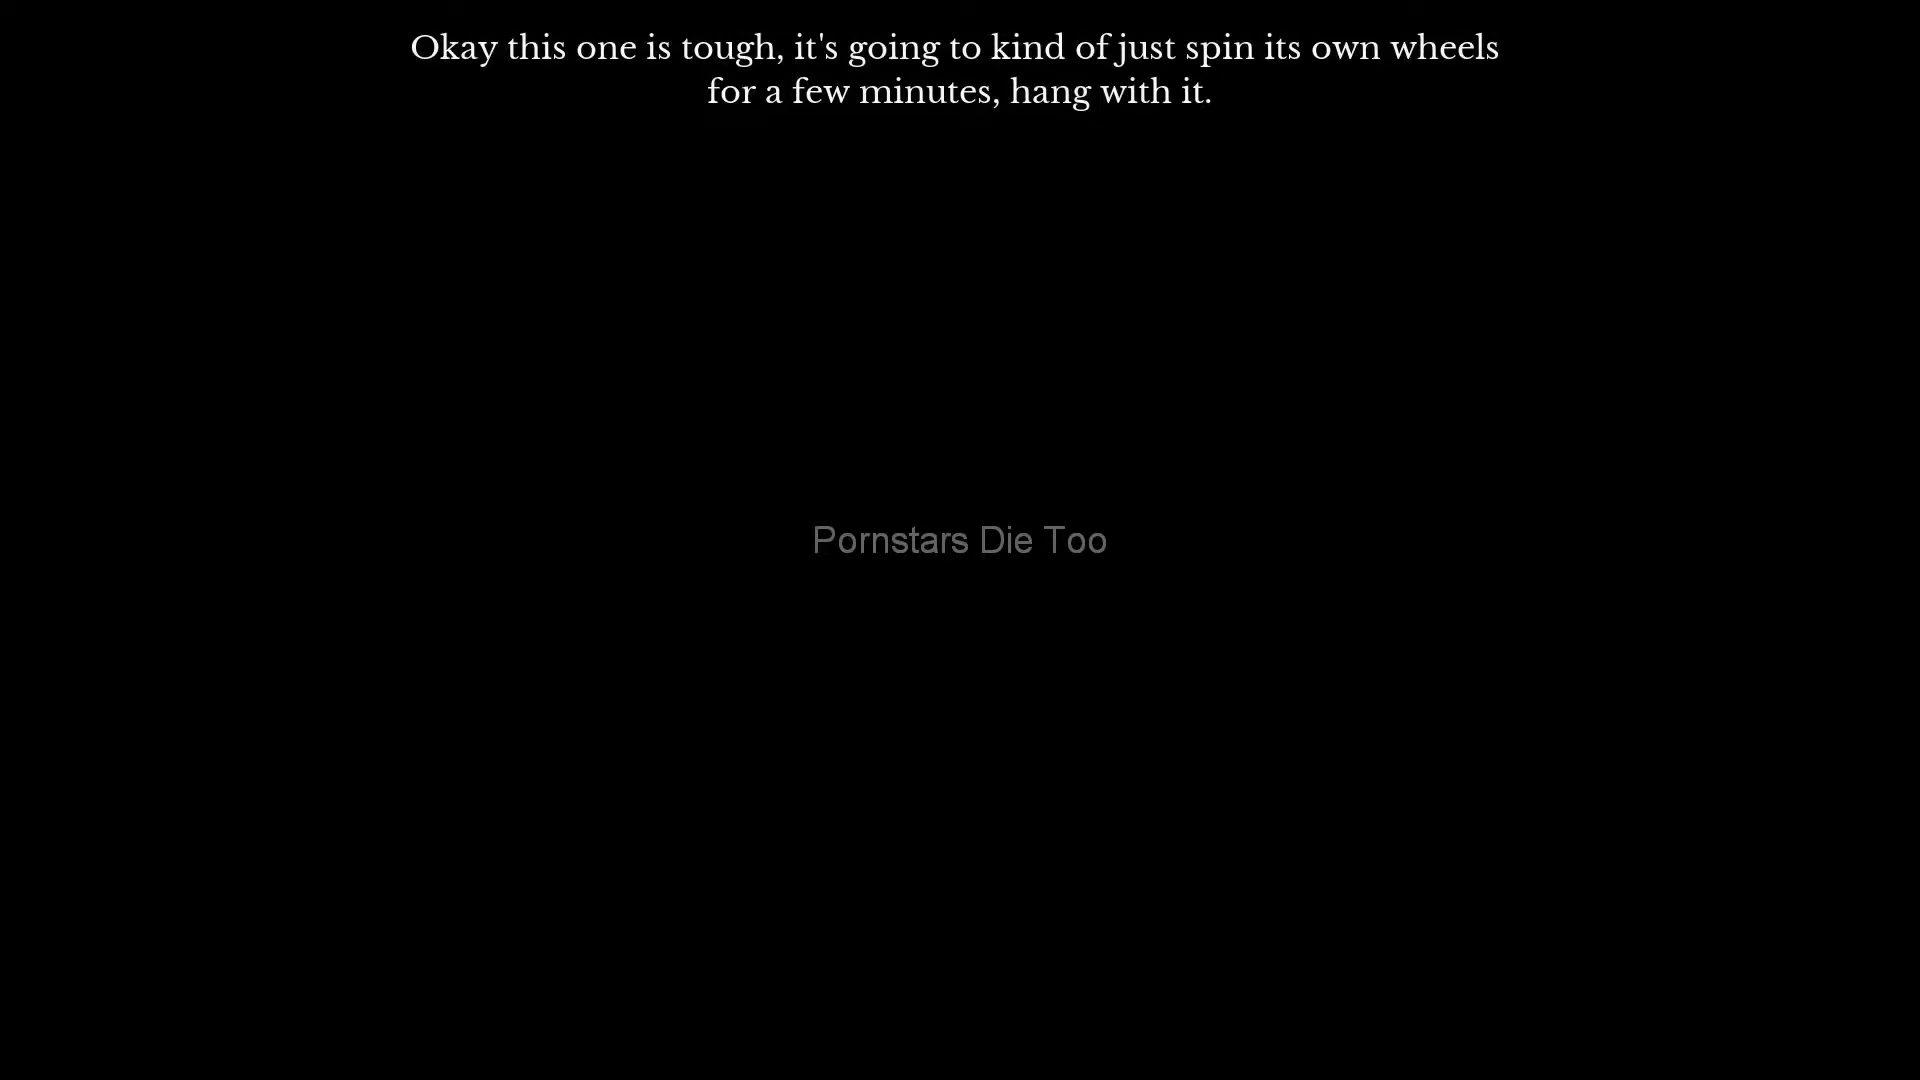 Okay this one is tough, it's going to kind of just spin its own wheels
for a few minutes, hang with it.
Pornstars Die Too